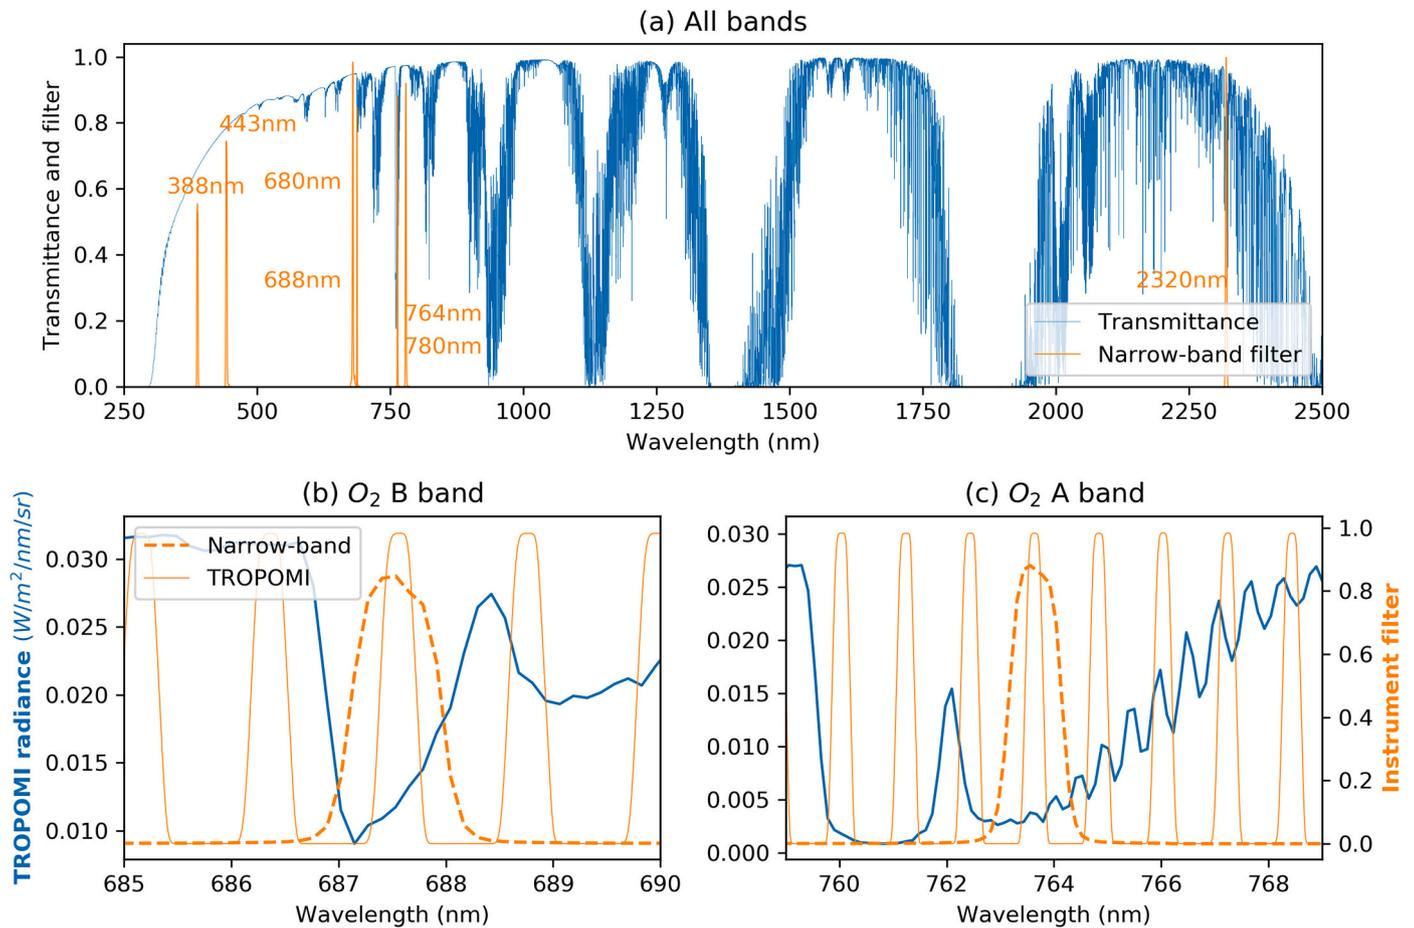 (a) All bands
Transmittance and filter
1.0
0.8
0.6
0.4
0.2
0.0
443nm
388nm
680nm
688nm
764nm
780nm
2320nm
Transmittance
Narrow-band filter
250 500 750 1000 1250 1500 1750 2000 2250 2500
Wavelength (nm)
(b) O₂ B band
TROPOMI radiance (W/m²/nm/sr)
0.030
0.025
0.020
0.015
0.010
Narrow-band
TROPOMI
685 686 687 688 689 690
Wavelength (nm)
(c) O₂ A band
0.030
0.025
0.020
0.015
0.010
0.005
0.000
1.0
0.8
0.6
0.4
0.2
0.0
Instrument filter
760 762 764 766 768
Wavelength (nm)